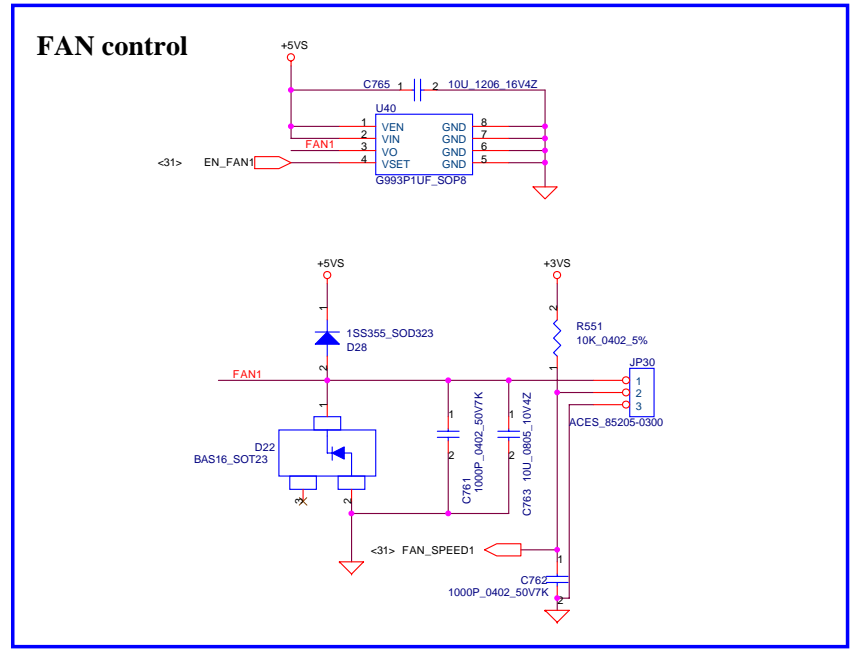 FAN control
+5VS
C765 1 2 10U_1206_16V4Z
U40
1 VEN GND 8
2 VIN GND 7
FAN1 3 VO GND 6
<31> EN_FAN1 4 VSET GND 5
G993P1UF_SOP8
+5VS
+3VS
1
2
1SS355_SOD323
D28
R551
10K_0402_5%
2
1
JP30
FAN1
1
2
3
ACES_85205-0300
1
D22
BAS16_SOT23
3
2
1
2
C761
1000P_0402_50V7K
1
2
C763 10U_0805_10V4Z
<31> FAN_SPEED1
1
C762
1000P_0402_50V7K
2